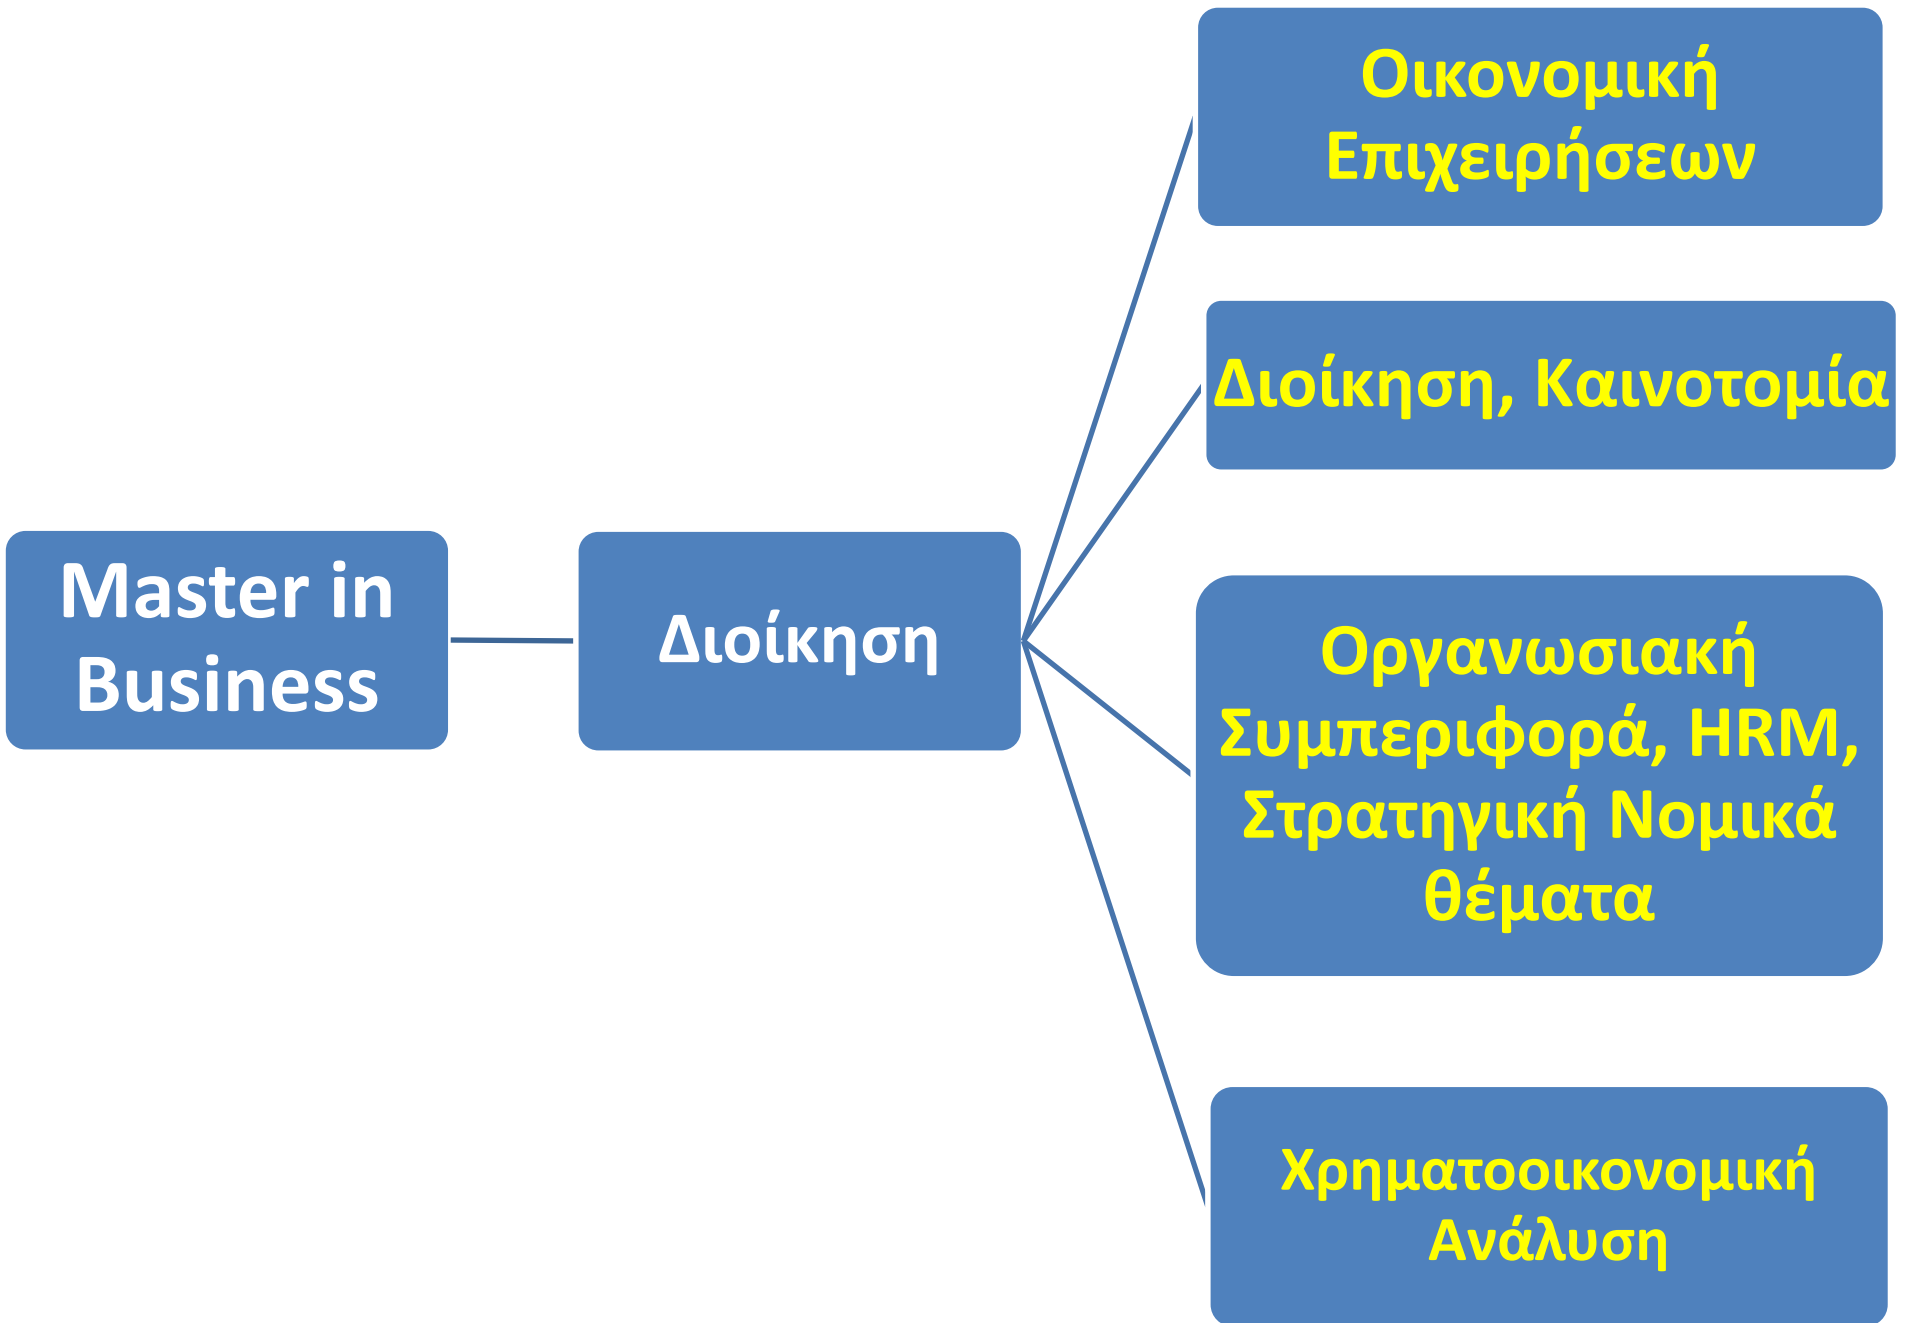 Master in
Business
Διοίκηση
Οικονομική
Επιχειρήσεων
Διοίκηση, Καινοτομία
Οργανωσιακή
Συμπεριφορά, HRM,
Στρατηγική Νομικά
θέματα
Χρηματοοικονομική
Ανάλυση